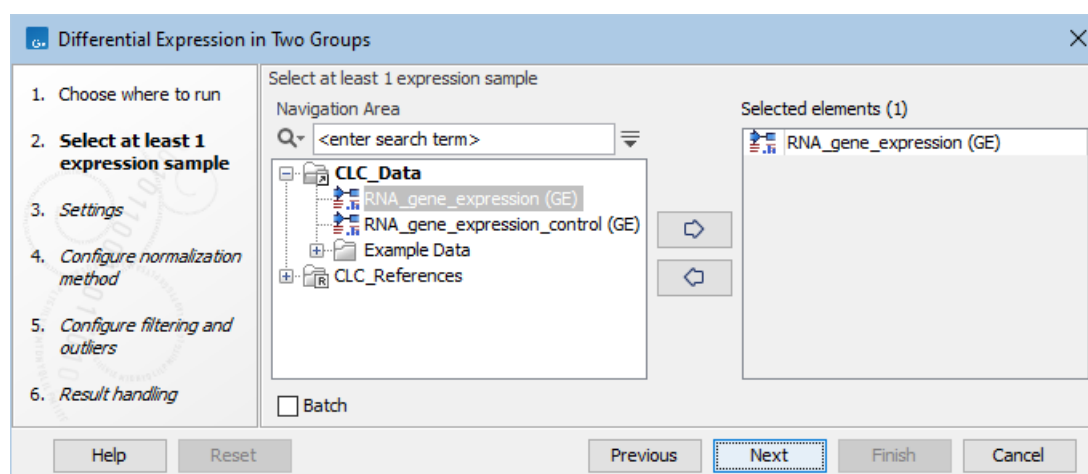 Differential Expression in Two Groups
1. Choose where to run
2. Select at least 1
expression sample
3. Settings
4. Configure normalization
method
5. Configure filtering and
outliers
6. Result handling
Select at least 1 expression sample
Navigation Area
<enter search term>
CLC_Data
RNA_gene_expression (GE)
RNA_gene_expression_control (GE)
Example Data
CLC_References
Batch
Selected elements (1)
RNA_gene_expression (GE)
Help
Reset
Previous
Next
Finish
Cancel